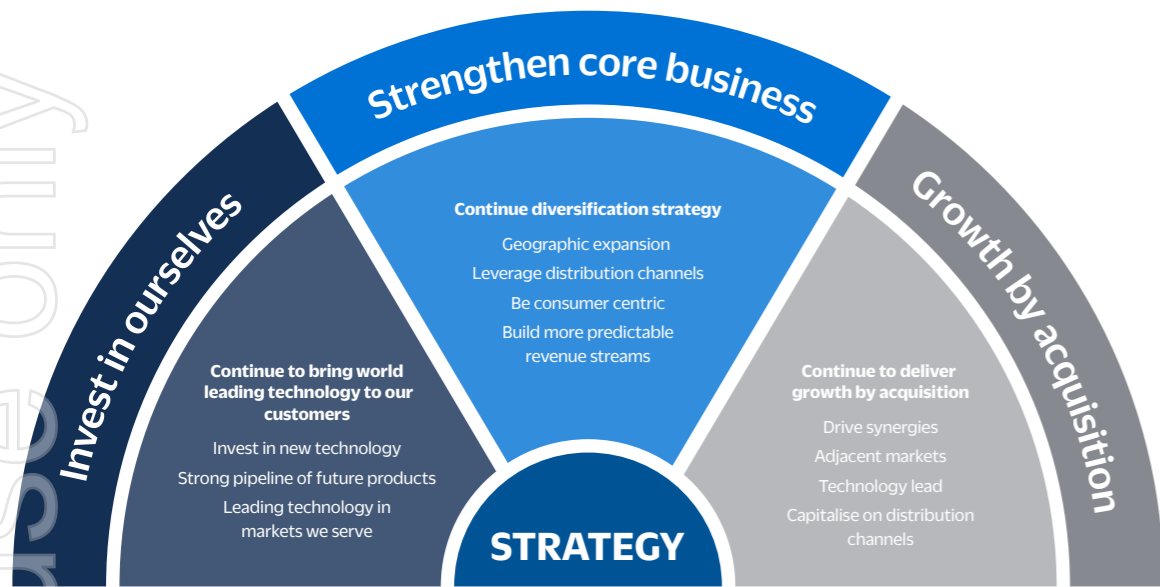 Invest in ourselves
Continue to bring world
leading technology to our
customers
Invest in new technology
Strong pipeline of future products
Leading technology in
markets we serve
Strengthen core business
Continue diversification strategy
Geographic expansion
Leverage distribution channels
Be consumer centric
Build more predictable
revenue streams
Growth by acquisition
Continue to deliver
growth by acquisition
Drive synergies
Adjacent markets
Technology lead
Capitalise on distribution
channels
STRATEGY
use only